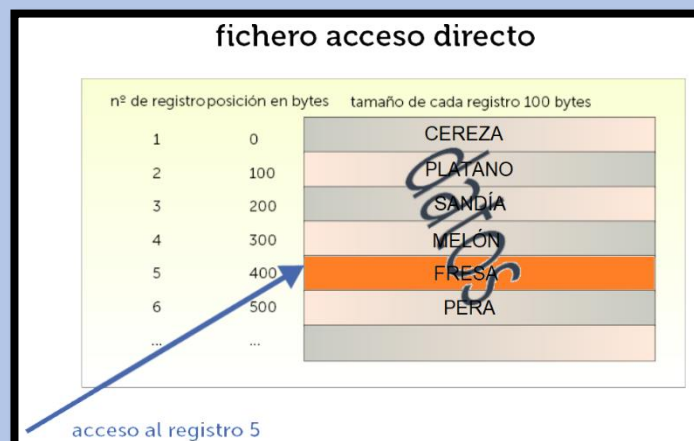 fichero acceso directo
nº de registro posición en bytes tamaño de cada registro 100 bytes
1 0 CEREZA
2 100 PLATANO
3 200 SANDÍA
4 300 MELÓN
5 400 FRESA
6 500 PERA
... ...
datos
acceso al registro 5